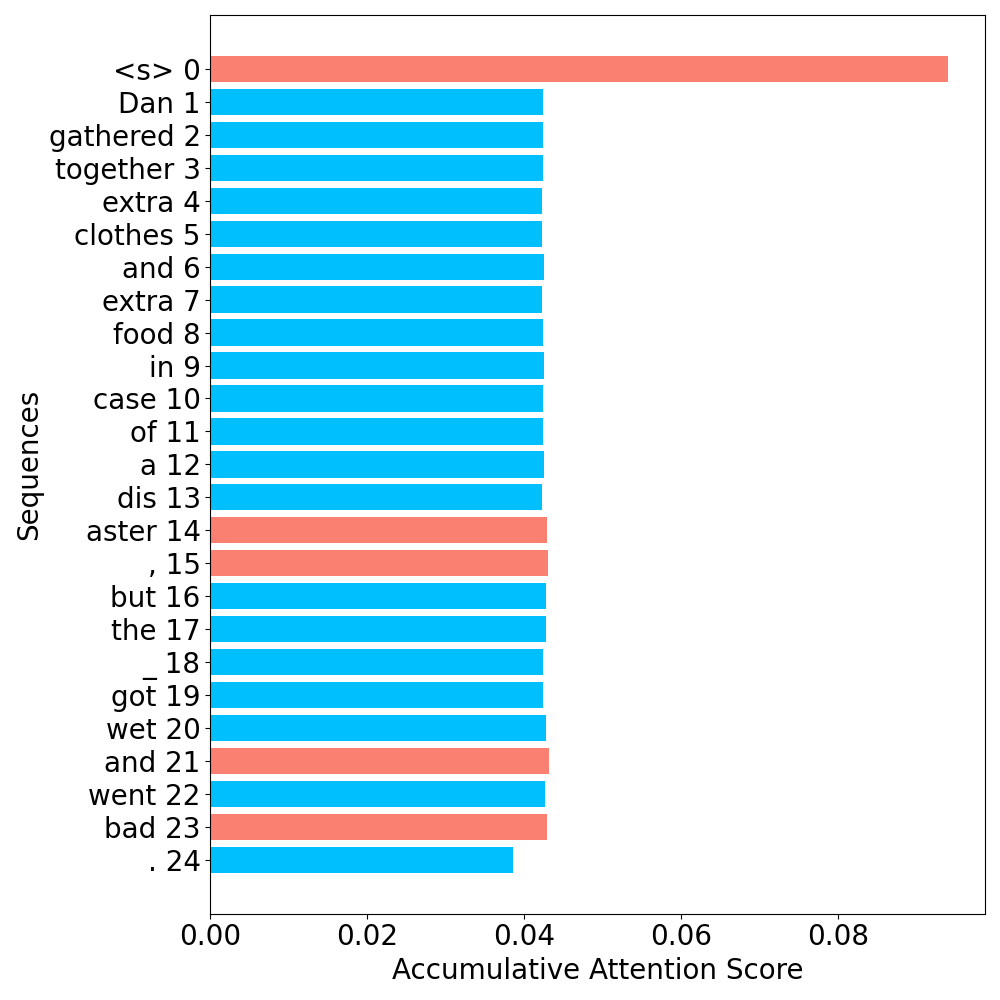 <s> 0
Dan 1
gathered 2
together 3
extra 4
clothes 5
and 6
extra 7
food 8
in 9
case 10
of 11
a 12
dis 13
aster 14
, 15
but 16
the 17
_ 18
got 19
wet 20
and 21
went 22
bad 23
. 24
Sequences
0.00 0.02 0.04 0.06 0.08
Accumulative Attention Score